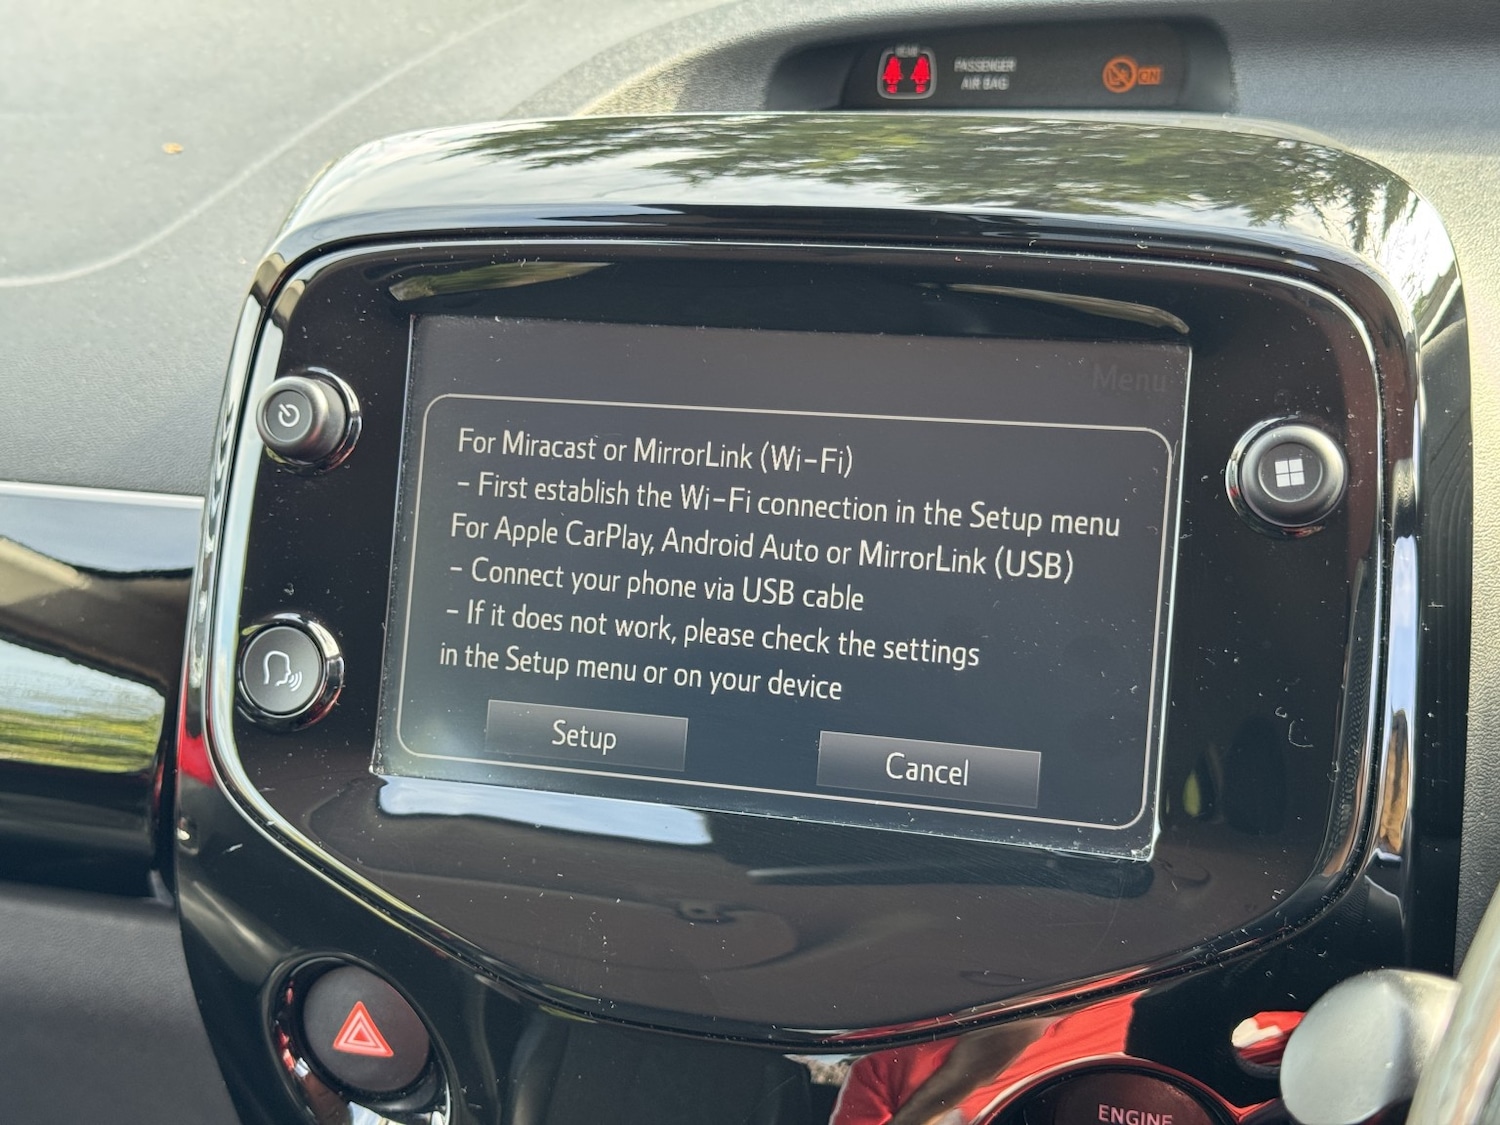 REAR
PASSENGER
AIR BAG
ON
Menu
For Miracast or MirrorLink (Wi-Fi)
- First establish the Wi-Fi connection in the Setup menu
For Apple CarPlay, Android Auto or MirrorLink (USB)
- Connect your phone via USB cable
- If it does not work, please check the settings
in the Setup menu or on your device
Setup
Cancel
ENGINE